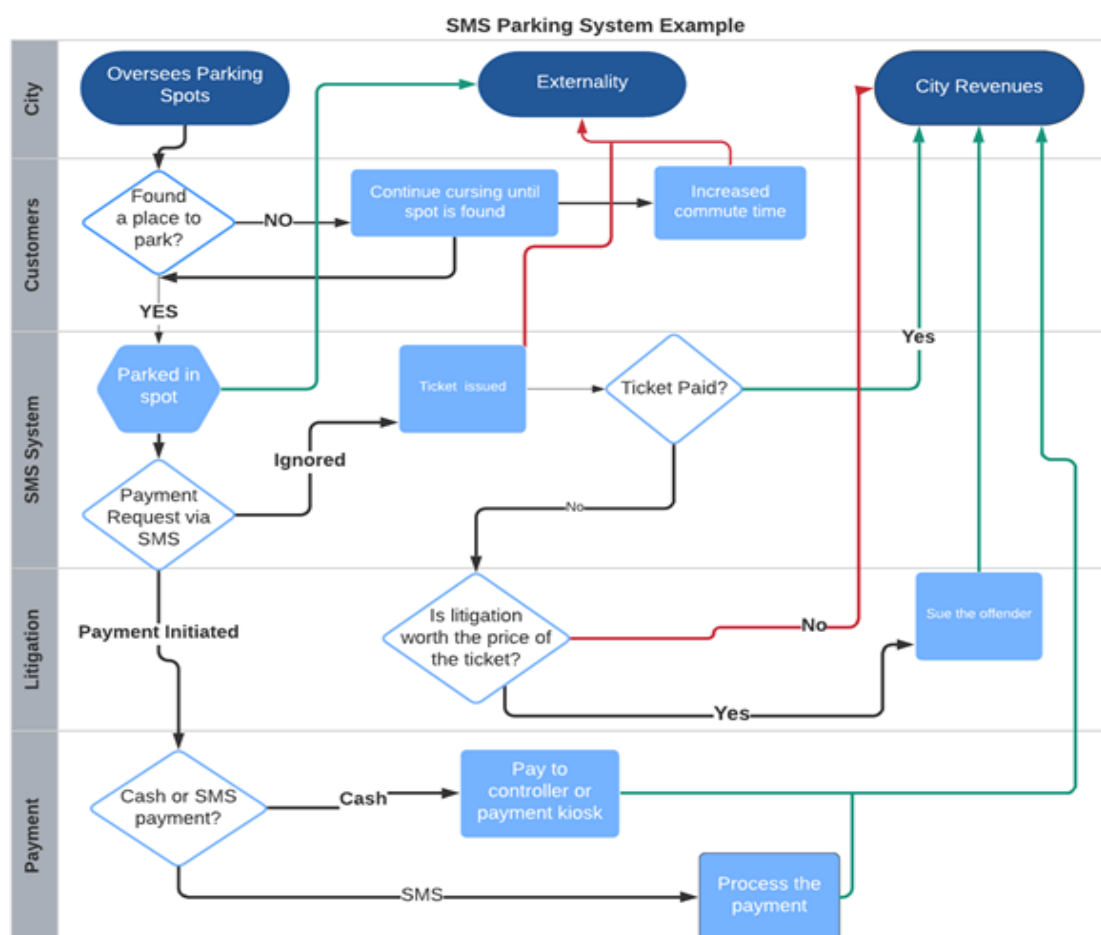 SMS Parking System Example
City
Oversees Parking
Spots
Externality
City Revenues
Customers
Found
a place to
park?
NO
Continue cursing until
spot is found
Increased
commute time
YES
SMS System
Parked in
spot
Ticket issued
Ticket Paid?
Yes
Ignored
Payment
Request via
SMS
No
Litigation
Payment Initiated
Is litigation
worth the price of
the ticket?
No
Sue the offender
Yes
Payment
Cash or SMS
payment?
Cash
Pay to
controller or
payment kiosk
SMS
Process the
payment